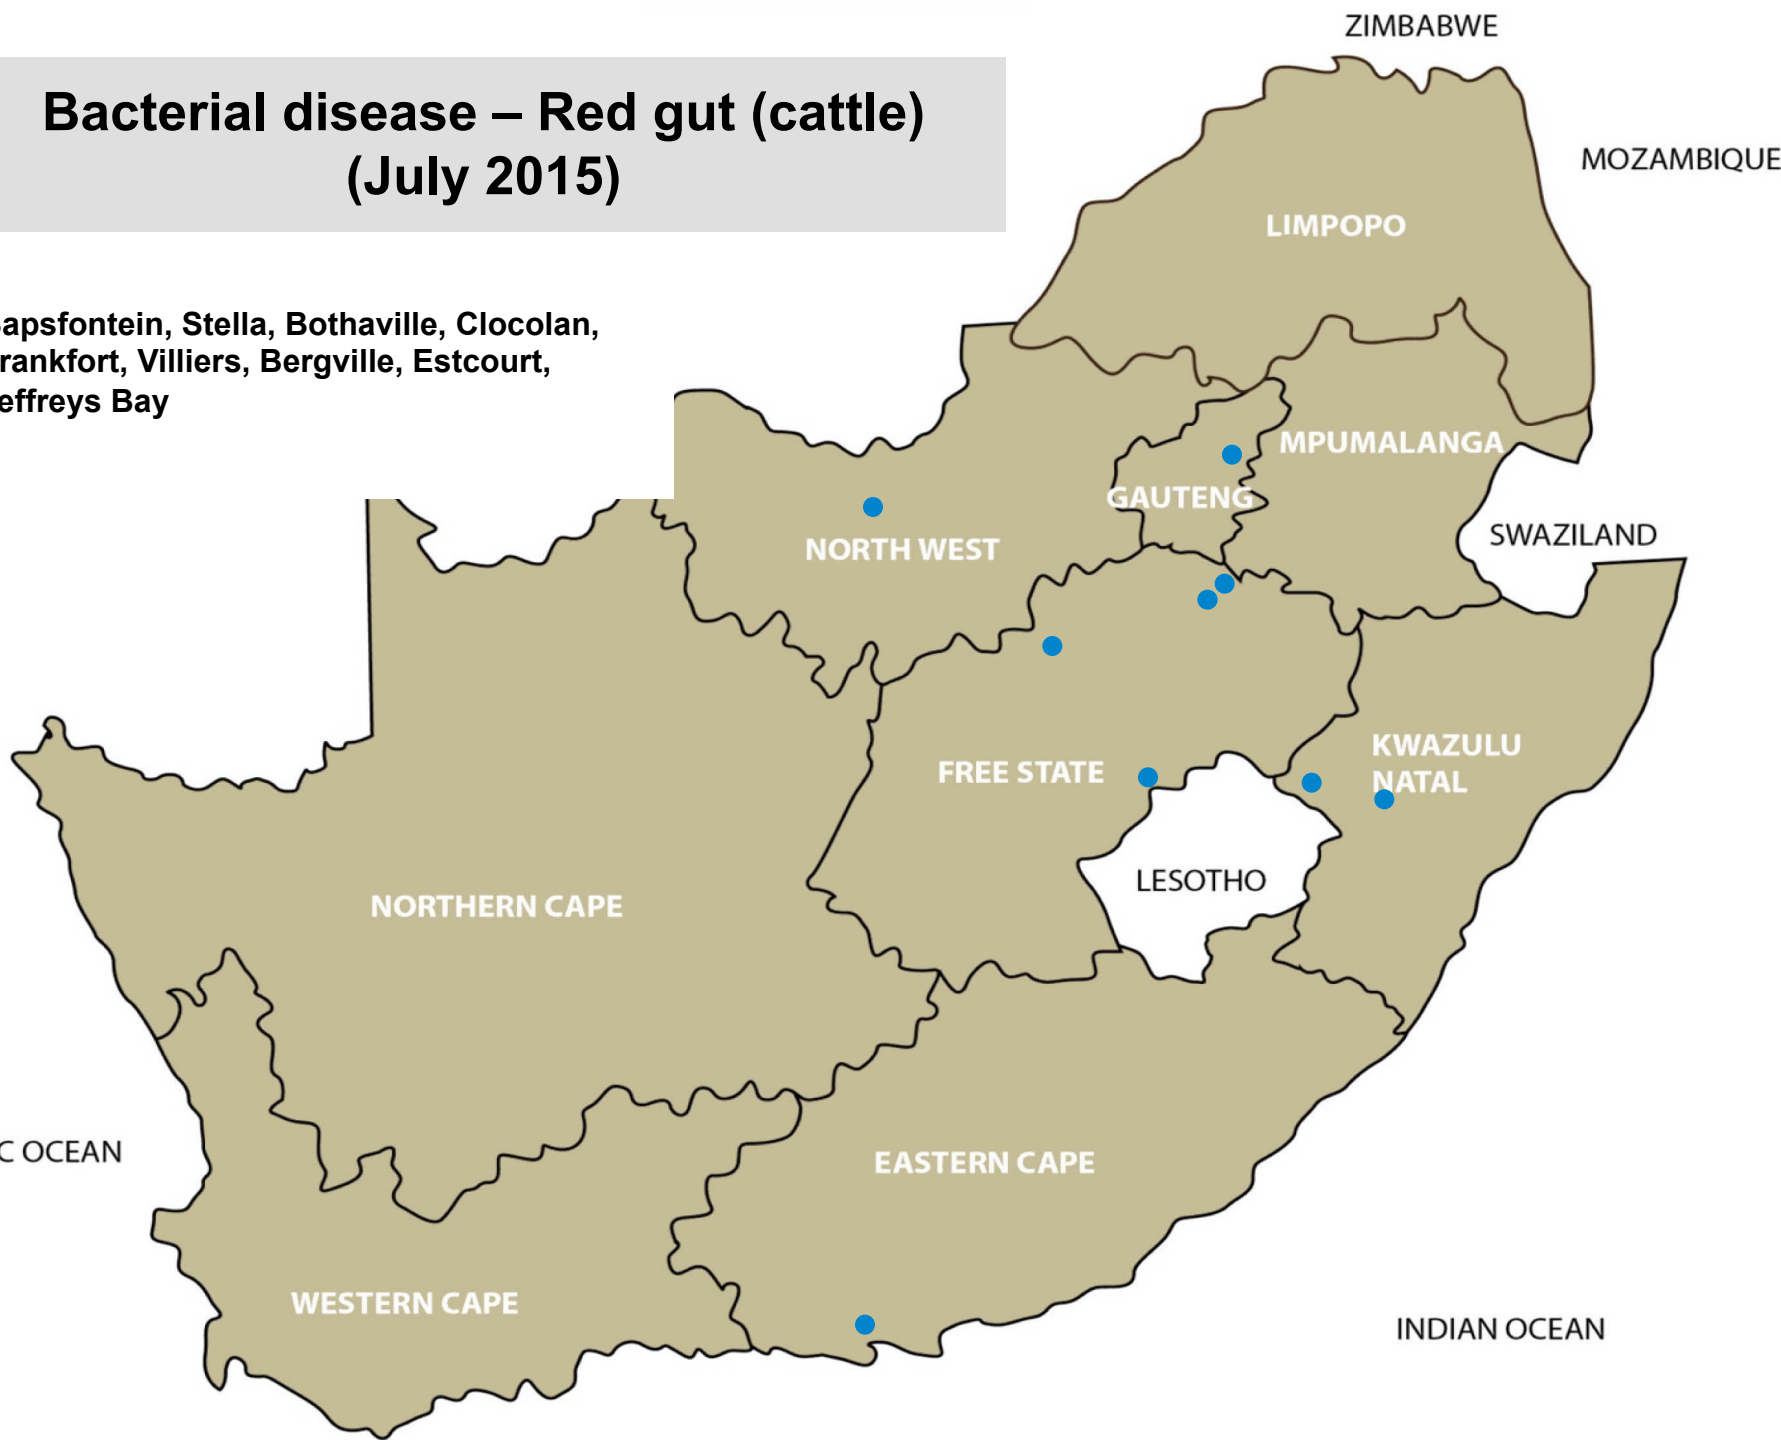 ZIMBABWE
Bacterial disease – Red gut (cattle)
(July 2015)
MOZAMBIQUE
LIMPOPO
apsfontein, Stella, Bothaville, Clocolan,
rankfort, Villiers, Bergville, Estcourt,
effreys Bay
MPUMALANGA
GAUTENG
SWAZILAND
NORTH WEST
KWAZULU
NATAL
FREE STATE
LESOTHO
NORTHERN CAPE
C OCEAN
EASTERN CAPE
WESTERN CAPE
INDIAN OCEAN